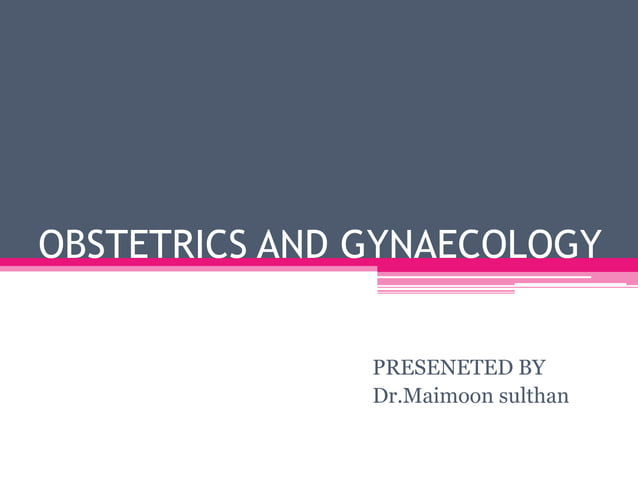 OBSTETRICS AND GYNAECOLOGY
PRESENETED BY
Dr.Maimoon sulthan